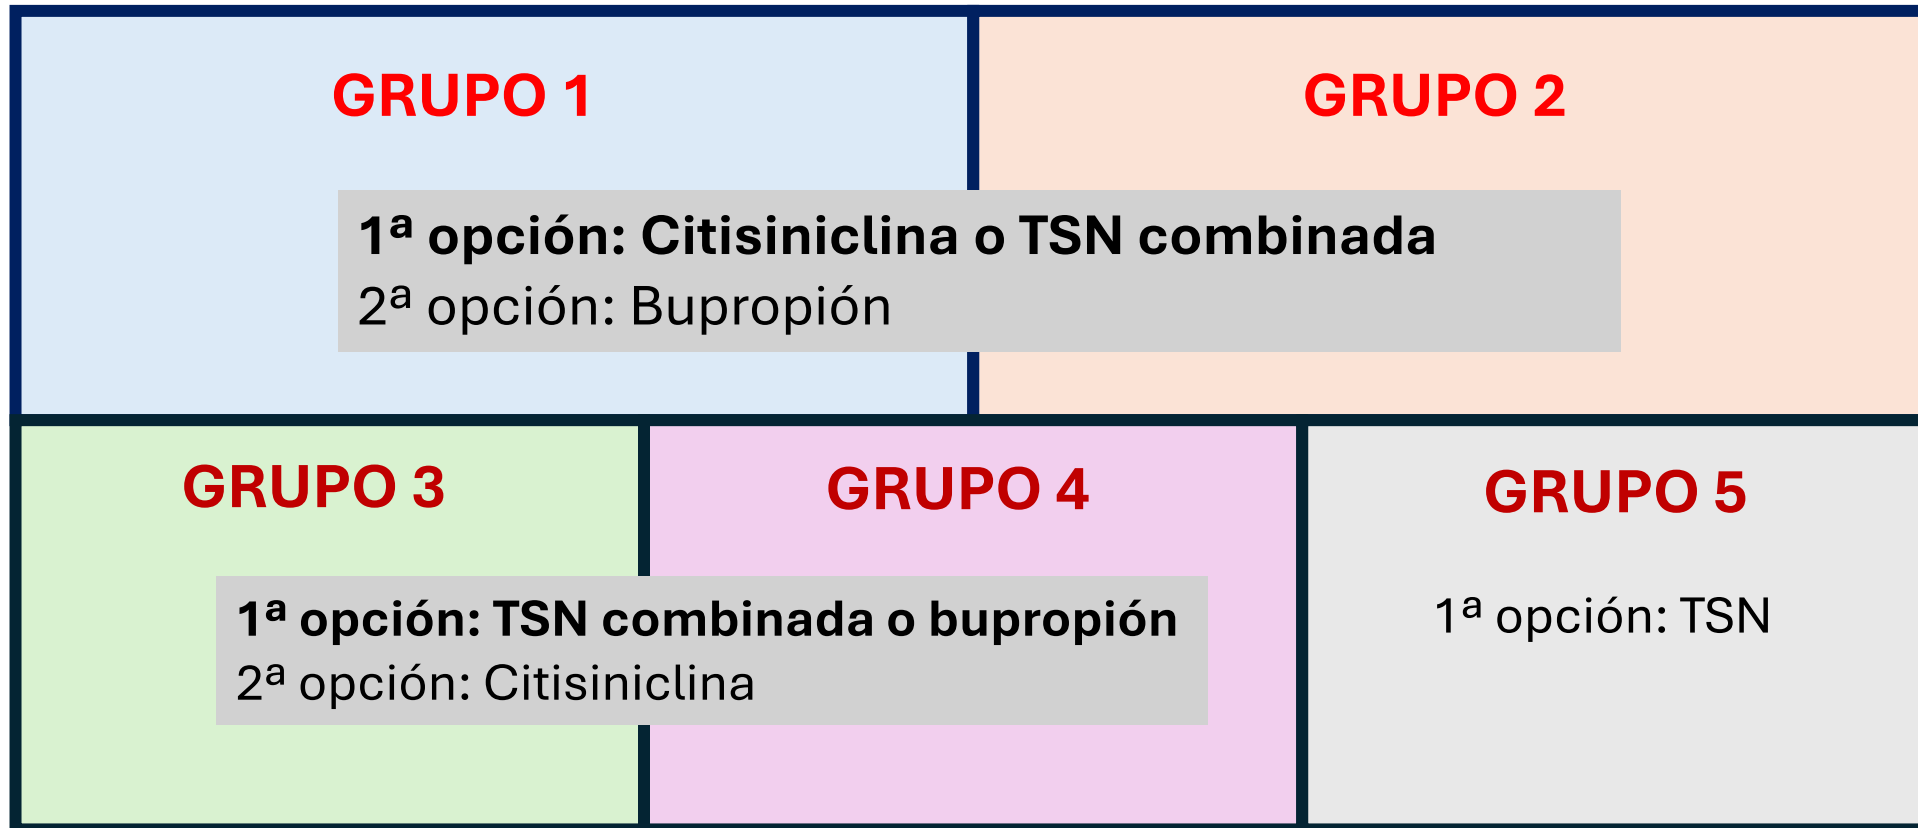 GRUPO 1
GRUPO 2
1ª opción: Citisiniclina o TSN combinada
2ª opción: Bupropión
GRUPO 3
GRUPO 4
GRUPO 5
1ª opción: TSN combinada o bupropión
2ª opción: Citisiniclina
1ª opción: TSN